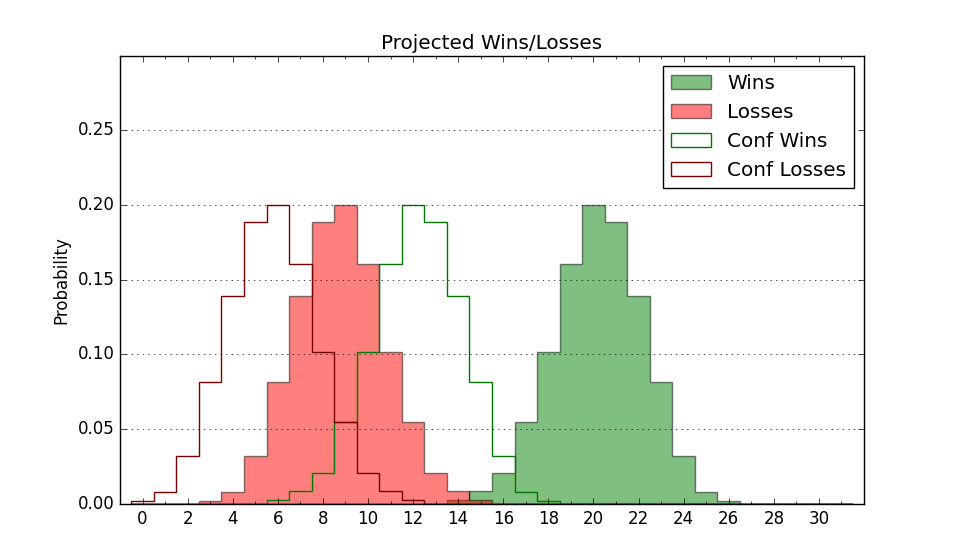 Projected Wins/Losses
Wins
Losses
Conf Wins
Conf Losses
0.25
0.20
0.15
0.10
0.05
0.00
Probability
0 2 4 6 8 10 12 14 16 18 20 22 24 26 28 30